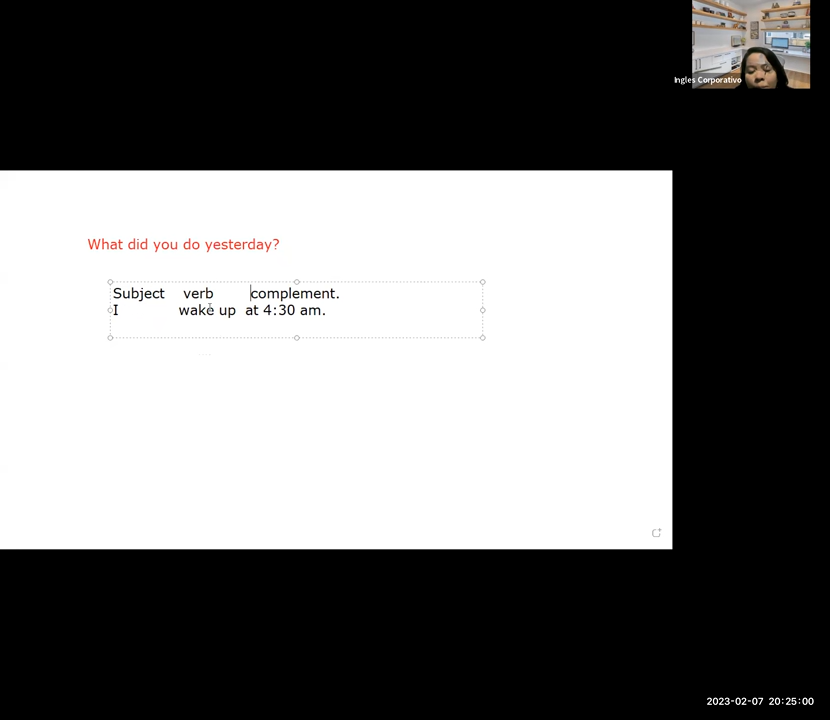 Ingles Corporativo
What did you do yesterday?
Subject verb complement.
I wake up at 4:30 am.
2023-02-07 20:25:00